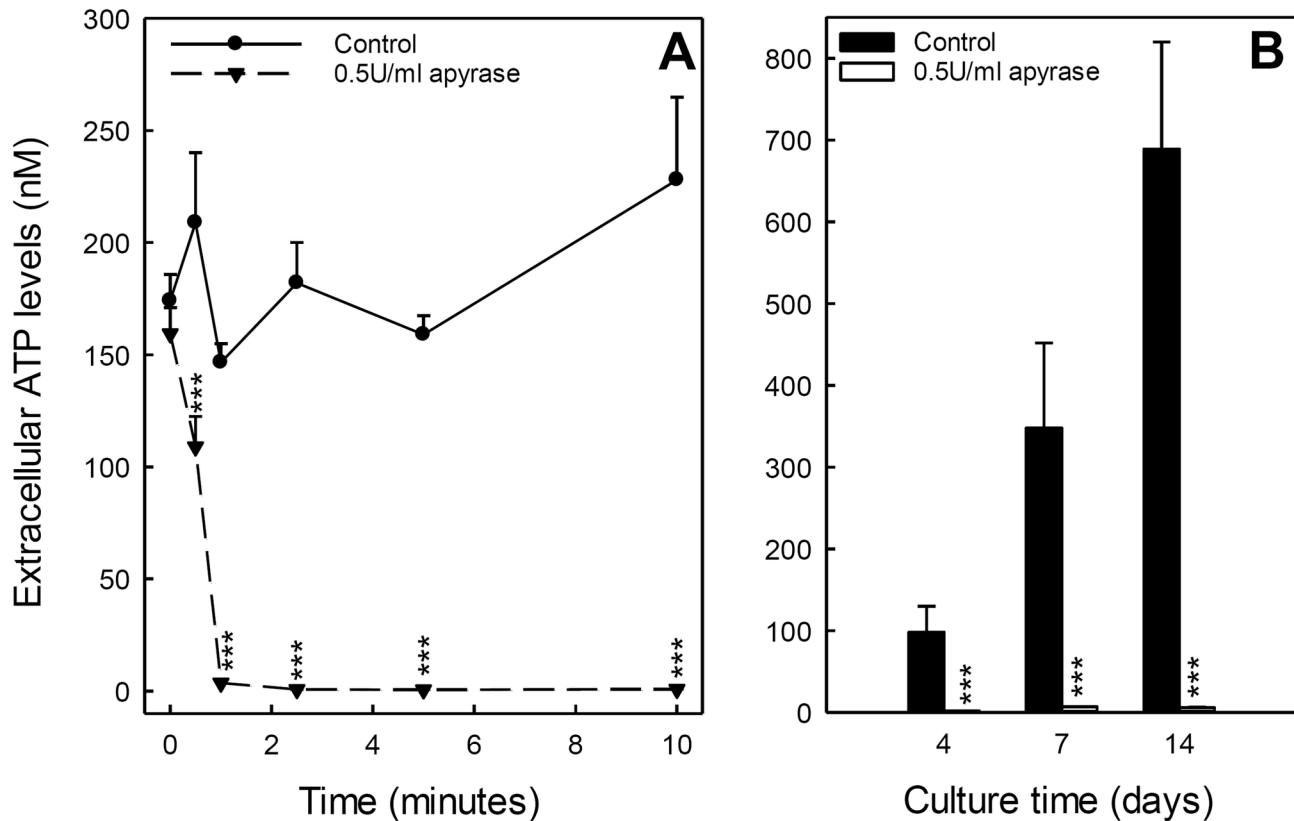 Extracellular ATP levels (nM)
300
250
200
150
100
50
0
Control
0.5U/ml apyrase
A
***
***
***
***
***
0 2 4 6 8 10
Time (minutes)
800
700
600
500
400
300
200
100
0
Control
0.5U/ml apyrase
B
***
***
***
4 7 14
Culture time (days)